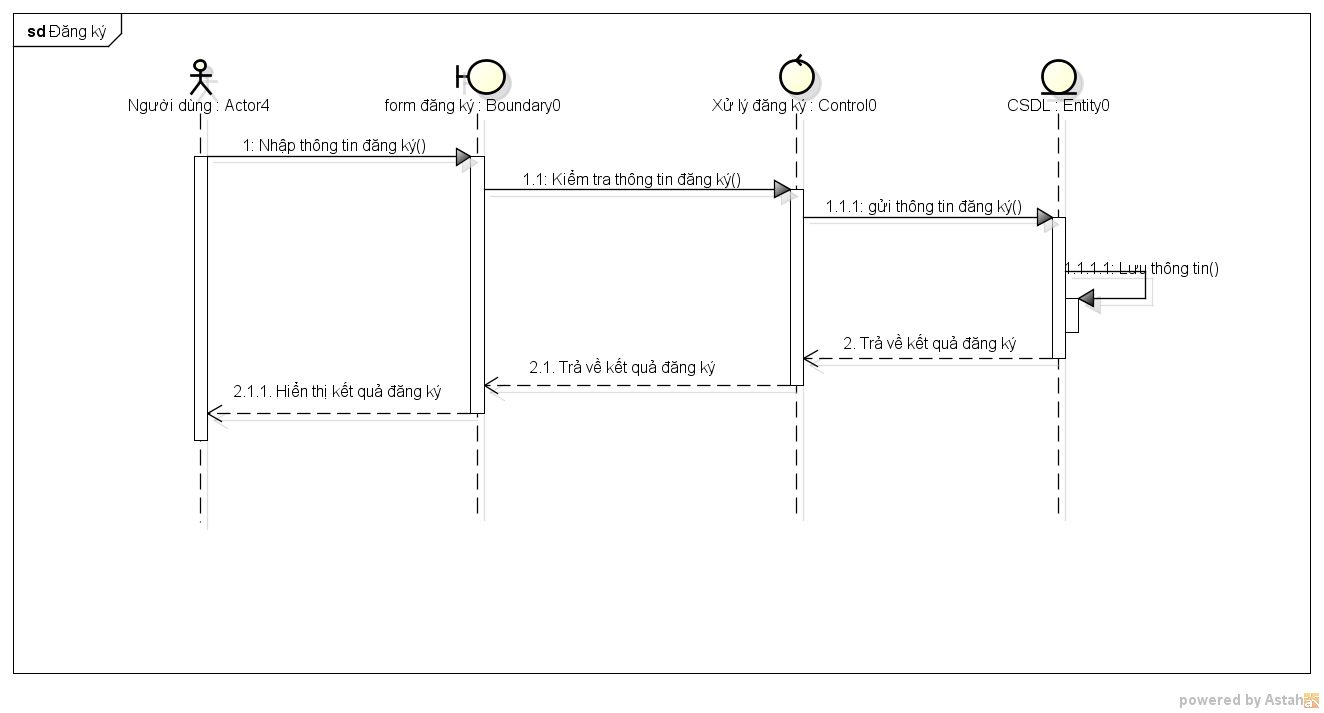 sd Đăng ký
Người dùng : Actor4
form đăng ký : Boundary0
Xử lý đăng ký : Control0
CSDL : Entity0
1: Nhập thông tin đăng ký()
1.1: Kiểm tra thông tin đăng ký()
1.1.1: gửi thông tin đăng ký()
1.1.1.1: Lưu thông tin()
2. Trả về kết quả đăng ký
2.1. Trả về kết quả đăng ký
2.1.1. Hiển thị kết quả đăng ký
powered by Astah